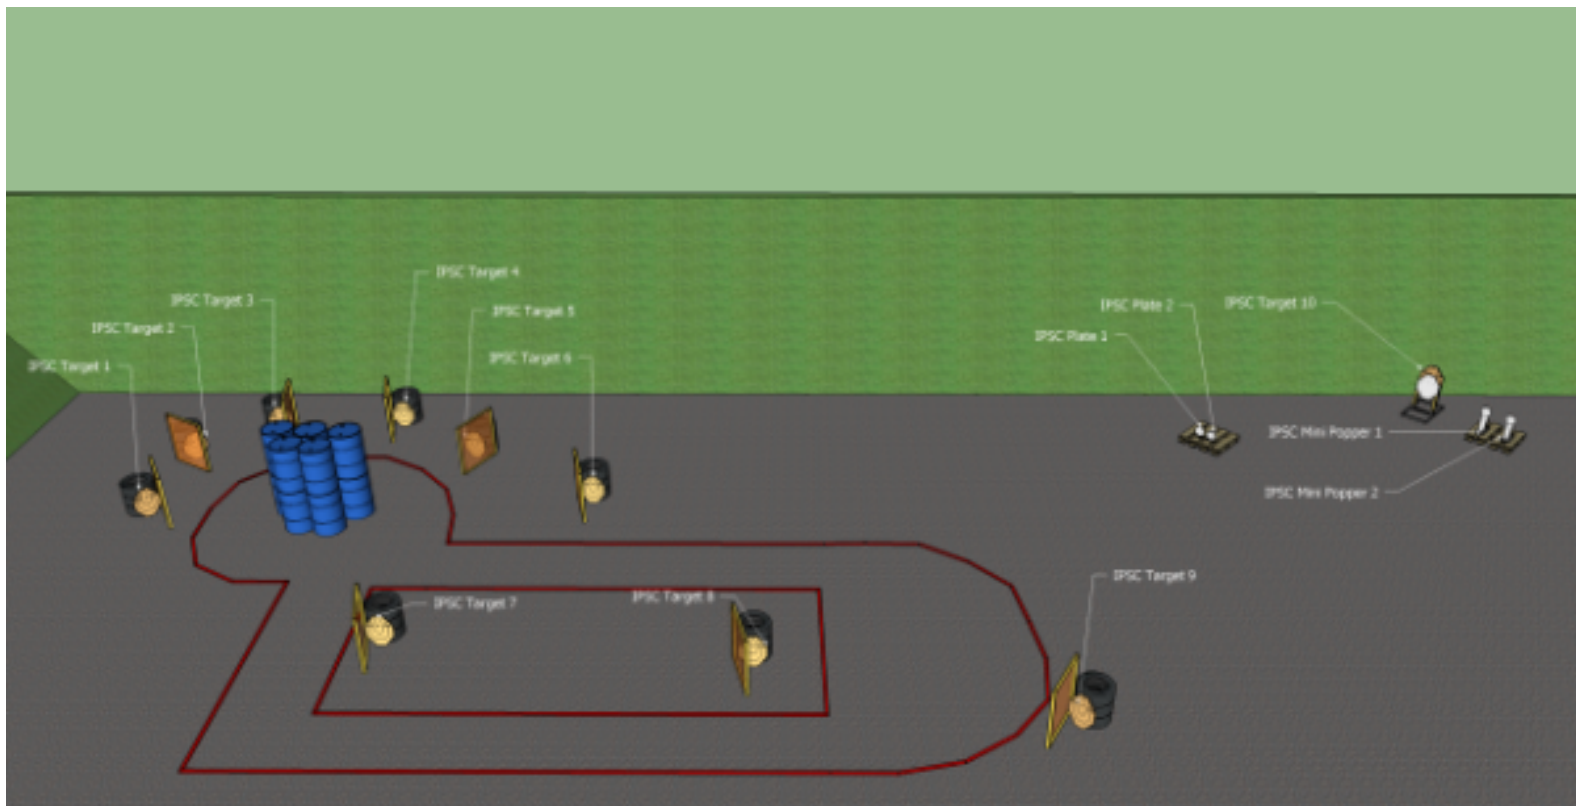 IPSC Target 4
IPSC Target 3
IPSC Target 5
IPSC Plate 2
IPSC Target 10
IPSC Target 2
IPSC Plate 1
IPSC Target 6
IPSC Target 1
IPSC Mini Popper 1
IPSC Mini Popper 2
IPSC Target 9
IPSC Target 8
IPSC Target 7